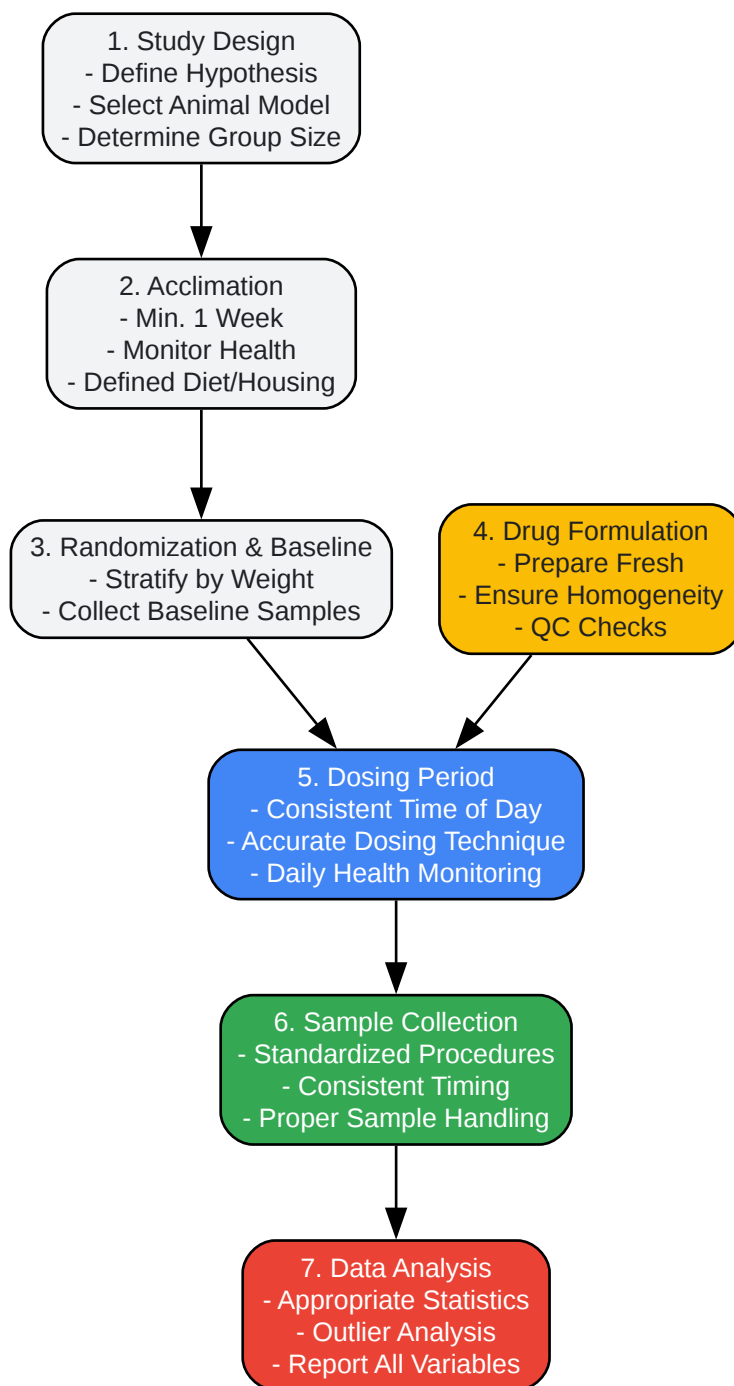 1. Study Design
- Define Hypothesis
- Select Animal Model
- Determine Group Size
2. Acclimation
- Min. 1 Week
- Monitor Health
- Defined Diet/Housing
3. Randomization & Baseline
- Stratify by Weight
- Collect Baseline Samples
4. Drug Formulation
- Prepare Fresh
- Ensure Homogeneity
- QC Checks
5. Dosing Period
- Consistent Time of Day
- Accurate Dosing Technique
- Daily Health Monitoring
6. Sample Collection
- Standardized Procedures
- Consistent Timing
- Proper Sample Handling
7. Data Analysis
- Appropriate Statistics
- Outlier Analysis
- Report All Variables